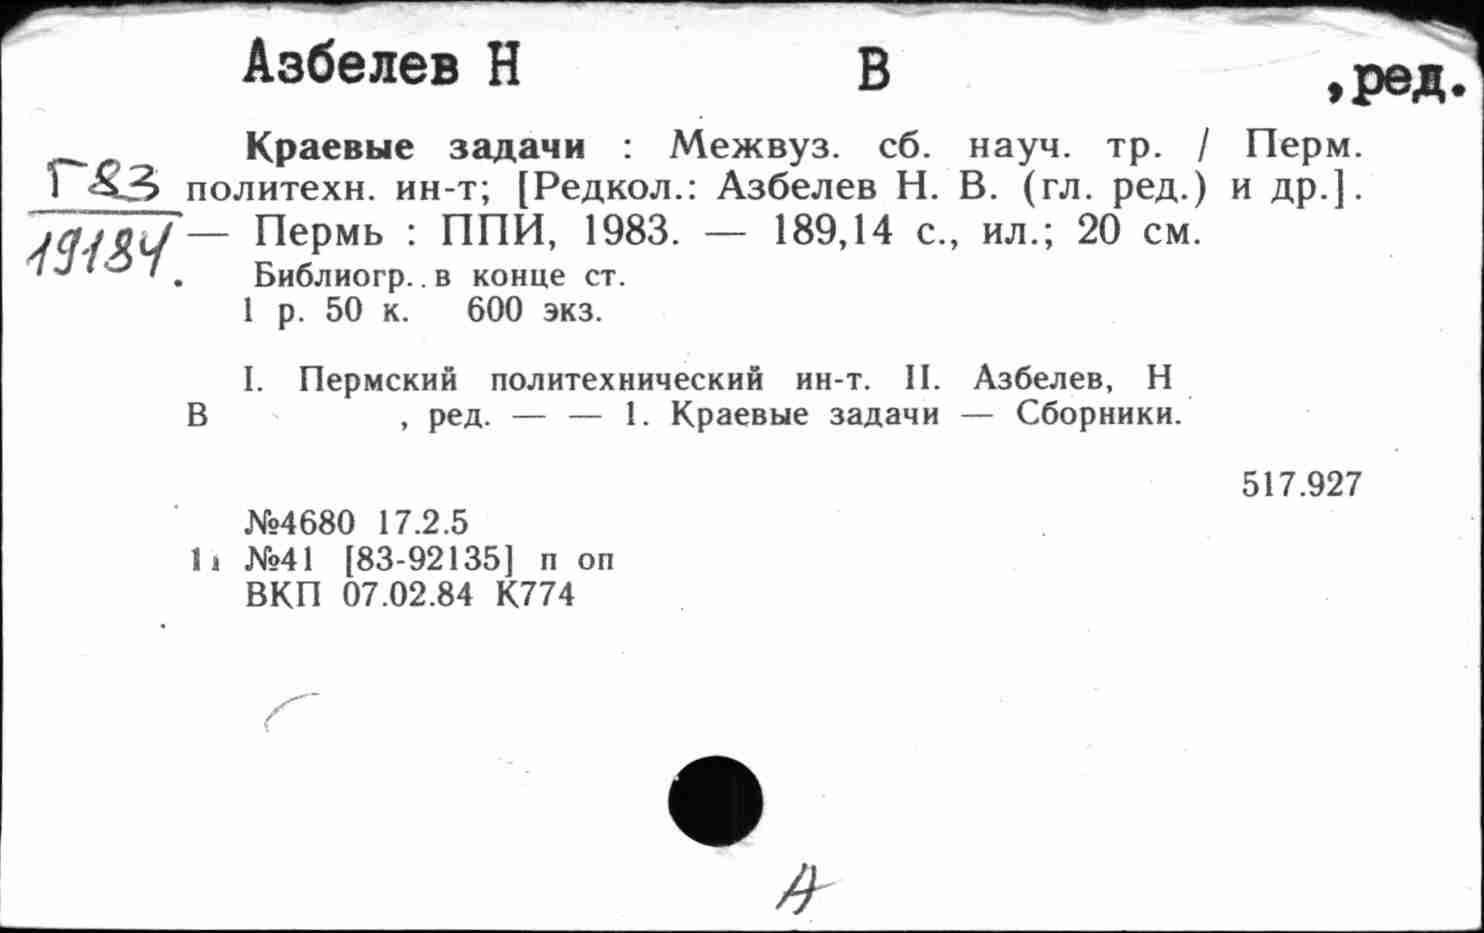 Азбелев Н В ,ред.
Краевые задачи : Межвуз. сб. науч. тр. / Перм.
Г83 политехн. ин-т; [Редкол.: Азбелев Н. В. (гл. ред.) и др.].
19184 — Пермь : ППИ, 1983. — 189,14 с., ил.; 20 см.
Библиогр. в конце ст.
1 р. 50 к. 600 экз.
I. Пермский политехнический ин-т. II. Азбелев, Н
В , ред. — — 1. Краевые задачи — Сборники.
517.927
№4680 17.2.5
№41 [83-92135] п оп
ВКП 07.02.84 К774
А